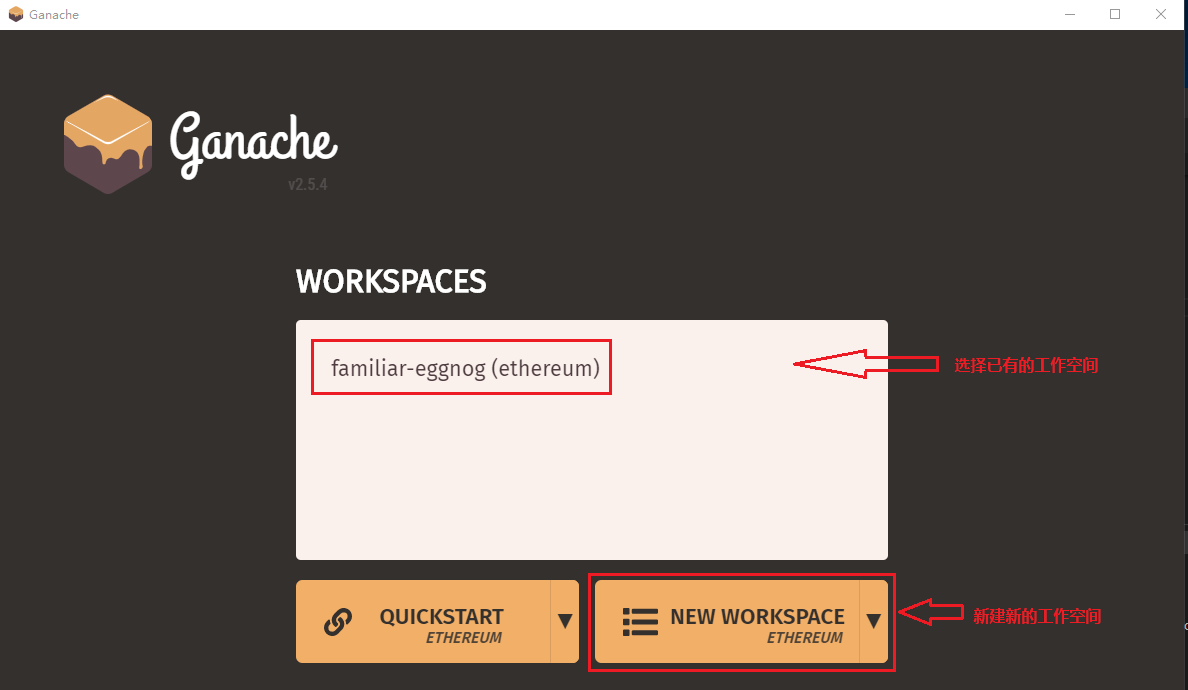 Ganache
Ganache
v2.5.4
WORKSPACES
familiar-eggnog (ethereum)
选择已有的工作空间
QUICKSTART
ETHEREUM
NEW WORKSPACE
ETHEREUM
新建新的工作空间